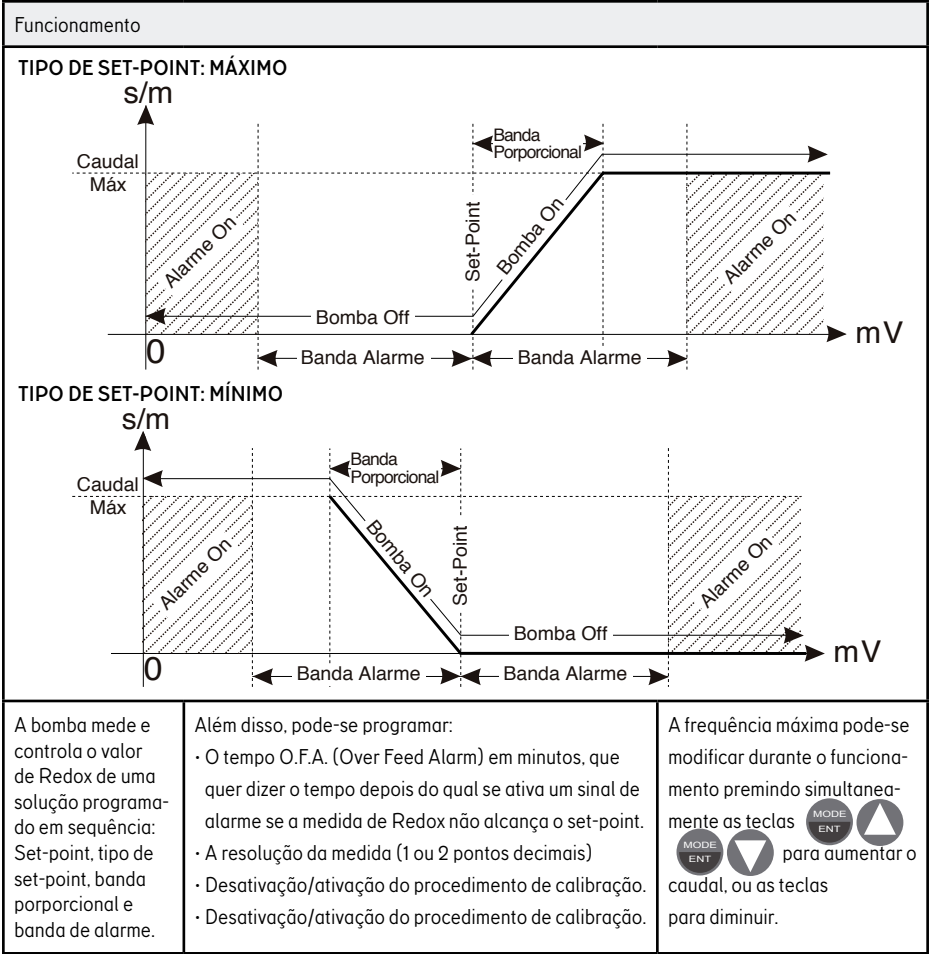 Funcionamento
TIPO DE SET-POINT: MÁXIMO
s/m
Banda
Porporcional
Caudal
Máx
Alarme On
Set-Point
Bomba On
Alarme On
Bomba Off
mV
0
Banda Alarme
Banda Alarme
TIPO DE SET-POINT: MÍNIMO
s/m
Banda
Porporcional
Caudal
Máx
Alarme On
Bomba On
Set-Point
Alarme On
Bomba Off
mV
0
Banda Alarme
Banda Alarme
A bomba mede e
controla o valor
de Redox de uma
solução programa-
do em sequência:
Set-point, tipo de
set-point, banda
porporcional e
banda de alarme.
Além disso, pode-se programar:
· O tempo O.F.A. (Over Feed Alarm) em minutos, que
quer dizer o tempo depois do qual se ativa um sinal de
alarme se a medida de Redox não alcança o set-point.
· A resolução da medida (1 ou 2 pontos decimais)
· Desativação/ativação do procedimento de calibração.
· Desativação/ativação do procedimento de calibração.
A frequência máxima pode-se
modificar durante o funciona-
mento premindo simultanea-
mente as teclas MODE ENT
MODE ENT para aumentar o
caudal, ou as teclas
para diminuir.